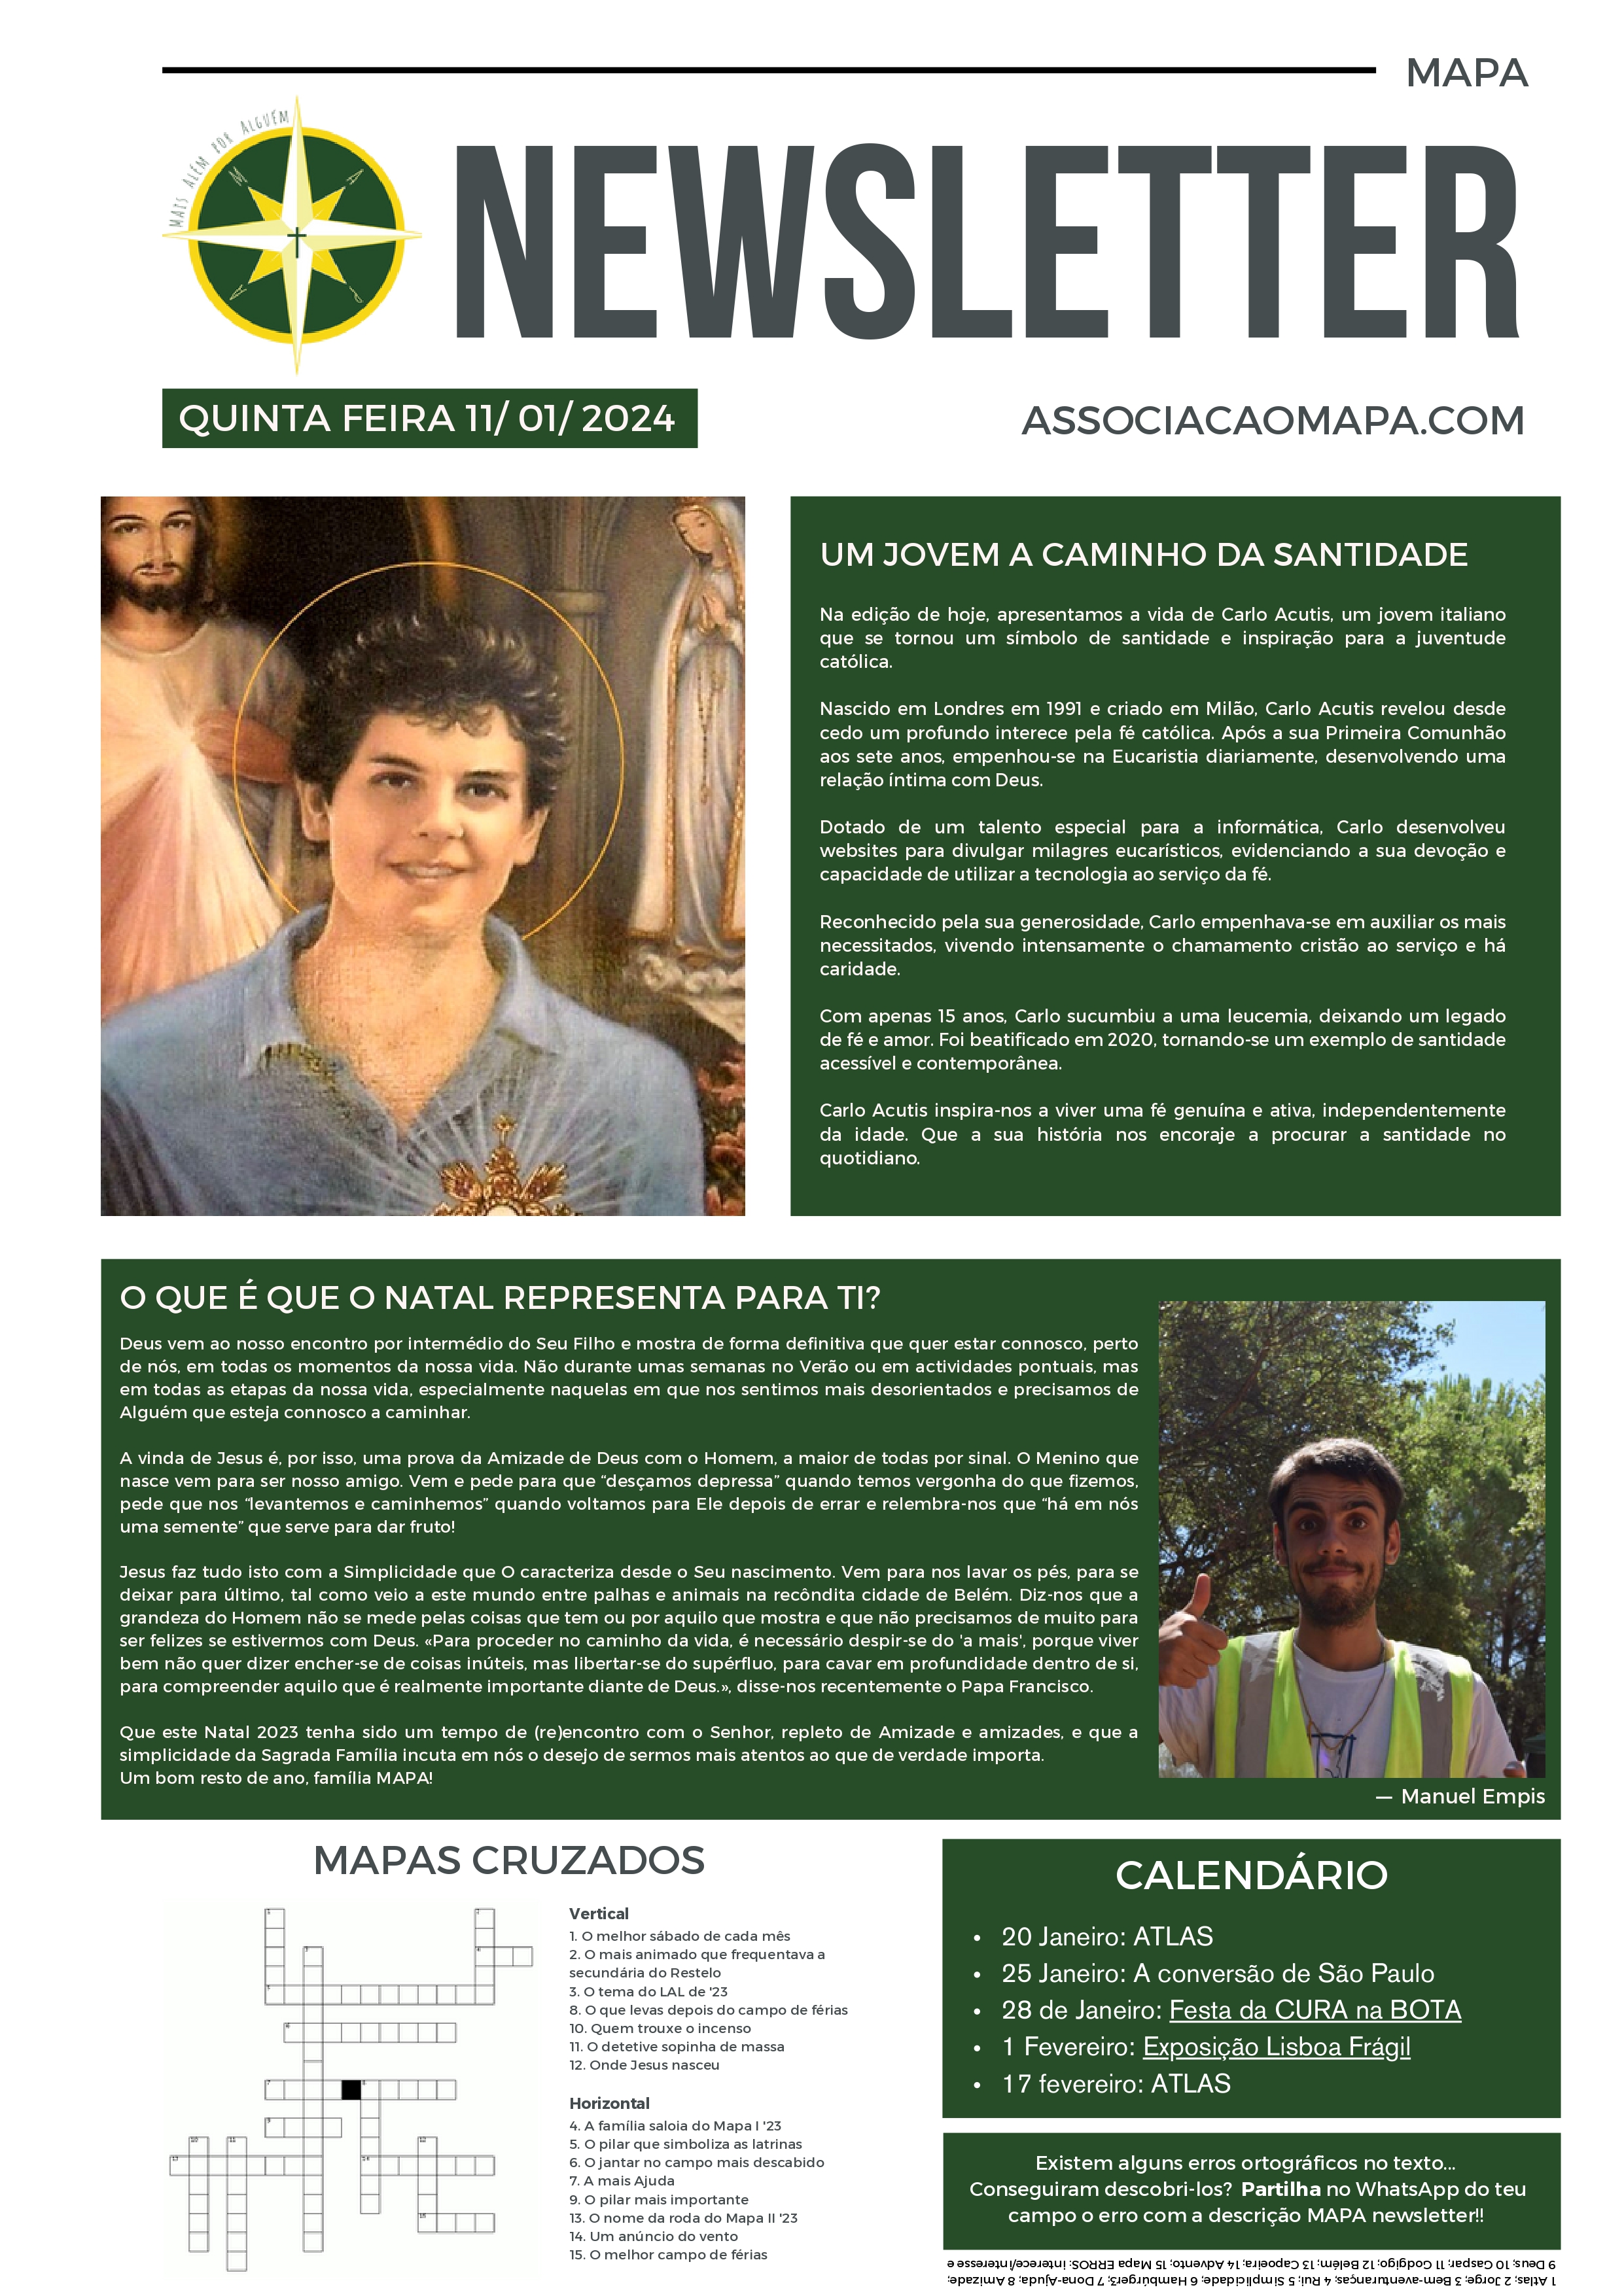 MAPA
MAIS ALÉM POR ALGUÉM
M A
A P
NEWSLETTER
QUINTA FEIRA 11/ 01/ 2024
ASSOCIACAOMAPA.COM
UM JOVEM A CAMINHO DA SANTIDADE
Na edição de hoje, apresentamos a vida de Carlo Acutis, um jovem italiano
que se tornou um símbolo de santidade e inspiração para a juventude
católica.
Nascido em Londres em 1991 e criado em Milão, Carlo Acutis revelou desde
cedo um profundo interece pela fé católica. Após a sua Primeira Comunhão
aos sete anos, empenhou-se na Eucaristia diariamente, desenvolvendo uma
relação íntima com Deus.
Dotado de um talento especial para a informática, Carlo desenvolveu
websites para divulgar milagres eucarísticos, evidenciando a sua devoção e
capacidade de utilizar a tecnologia ao serviço da fé.
Reconhecido pela sua generosidade, Carlo empenhava-se em auxiliar os mais
necessitados, vivendo intensamente o chamamento cristão ao serviço e há
caridade.
Com apenas 15 anos, Carlo sucumbiu a uma leucemia, deixando um legado
de fé e amor. Foi beatificado em 2020, tornando-se um exemplo de santidade
acessível e contemporânea.
Carlo Acutis inspira-nos a viver uma fé genuína e ativa, independentemente
da idade. Que a sua história nos encoraje a procurar a santidade no
quotidiano.
O QUE É QUE O NATAL REPRESENTA PARA TI?
Deus vem ao nosso encontro por intermédio do Seu Filho e mostra de forma definitiva que quer estar connosco, perto
de nós, em todas os momentos da nossa vida. Não durante umas semanas no Verão ou em actividades pontuais, mas
em todas as etapas da nossa vida, especialmente naquelas em que nos sentimos mais desorientados e precisamos de
Alguém que esteja connosco a caminhar.
A vinda de Jesus é, por isso, uma prova da Amizade de Deus com o Homem, a maior de todas por sinal. O Menino que
nasce vem para ser nosso amigo. Vem e pede para que “desçamos depressa” quando temos vergonha do que fizemos,
pede que nos “levantemos e caminhemos” quando voltamos para Ele depois de errar e relembra-nos que “há em nós
uma semente” que serve para dar fruto!
Jesus faz tudo isto com a Simplicidade que O caracteriza desde o Seu nascimento. Vem para nos lavar os pés, para se
deixar para último, tal como veio a este mundo entre palhas e animais na recôndita cidade de Belém. Diz-nos que a
grandeza do Homem não se mede pelas coisas que tem ou por aquilo que mostra e que não precisamos de muito para
ser felizes se estivermos com Deus. «Para proceder no caminho da vida, é necessário despir-se do 'a mais', porque viver
bem não quer dizer encher-se de coisas inúteis, mas libertar-se do supérfluo, para cavar em profundidade dentro de si,
para compreender aquilo que é realmente importante diante de Deus.», disse-nos recentemente o Papa Francisco.
Que este Natal 2023 tenha sido um tempo de (re)encontro com o Senhor, repleto de Amizade e amizades, e que a
simplicidade da Sagrada Família incuta em nós o desejo de sermos mais atentos ao que de verdade importa.
Um bom resto de ano, família MAPA!
— Manuel Empis
MAPAS CRUZADOS
Vertical
1. O melhor sábado de cada mês
2. O mais animado que frequentava a
secundária do Restelo
3. O tema do LAL de '23
8. O que levas depois do campo de férias
10. Quem trouxe o incenso
11. O detetive sopinha de massa
12. Onde Jesus nasceu
Horizontal
4. A família saloia do Mapa I '23
5. O pilar que simboliza as latrinas
6. O jantar no campo mais descabido
7. A mais Ajuda
9. O pilar mais importante
13. O nome da roda do Mapa II '23
14. Um anúncio do vento
15. O melhor campo de férias
CALENDÁRIO
• 20 Janeiro: ATLAS
• 25 Janeiro: A conversão de São Paulo
• 28 de Janeiro: Festa da CURA na BOTA
• 1 Fevereiro: Exposição Lisboa Frágil
• 17 fevereiro: ATLAS
Existem alguns erros ortográficos no texto...
Conseguiram descobri-los? Partilha no WhatsApp do teu
campo o erro com a descrição MAPA newsletter!!
1 Atlas; 2 Jorge; 3 Bem-aventuranças; 4 Rui; 5 Simplicidade; 6 Hambúrger3; 7 Dona-Ajuda; 8 Amizade;
9 Deus; 10 Gaspar; 11 Godgigo; 12 Belém; 13 Capoeira; 14 Advento; 15 Mapa ERROS: interece/interesse e